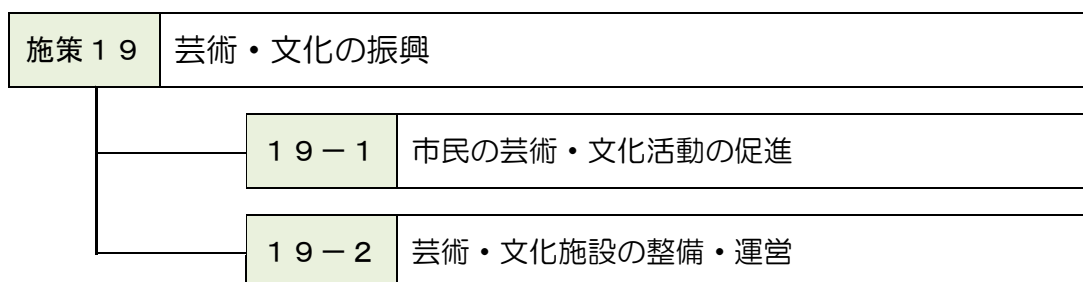 施策１９ 芸術・文化の振興
１９－１ 市民の芸術・文化活動の促進
１９－２ 芸術・文化施設の整備・運営